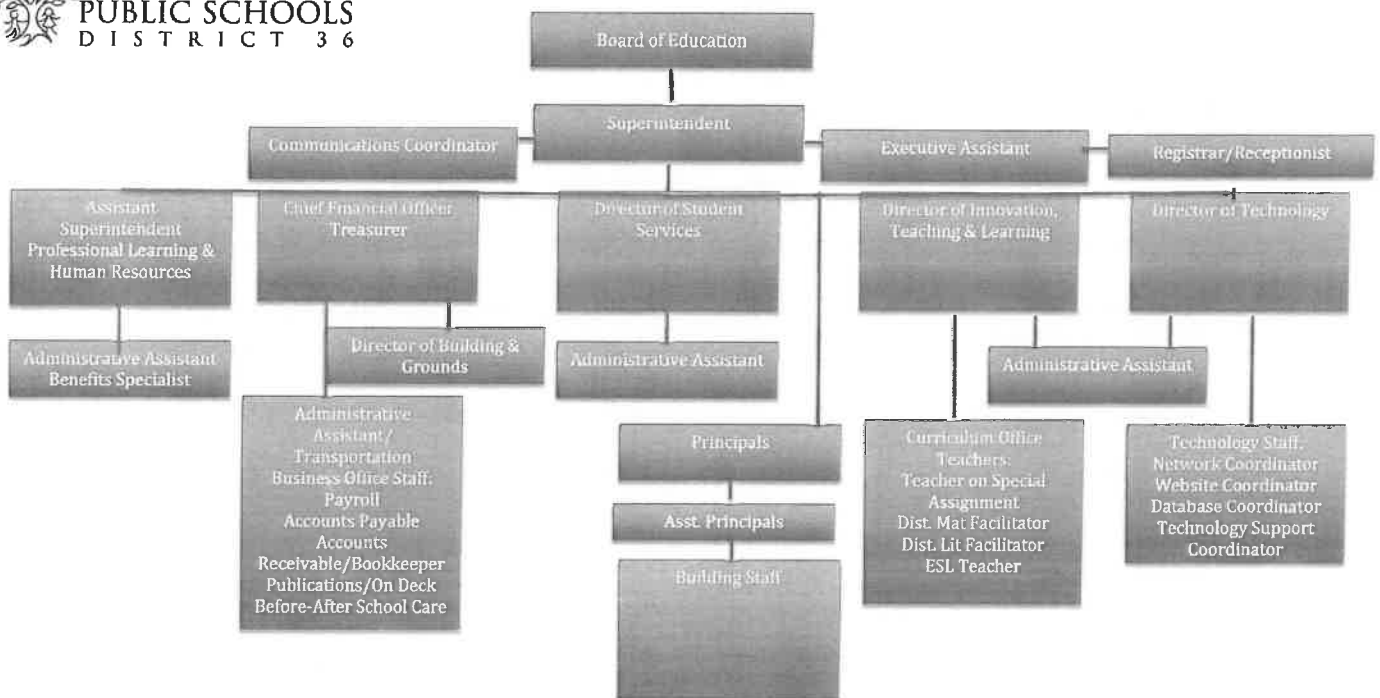 PUBLIC SCHOOLS
DISTRICT 36
Board of Education
Superintendent
Communications Coordinator
Executive Assistant
Registrar/Receptionist
Assistant
Superintendent
Professional Learning &
Human Resources
Chief Financial Officer
Treasurer
Director of Student
Services
Director of Innovation,
Teaching & Learning
Director of Technology
Administrative Assistant
Benefits Specialist
Director of Building &
Grounds
Administrative Assistant
Administrative Assistant
Administrative
Assistant/
Transportation
Business Office Staff:
Payroll
Accounts Payable
Accounts
Receivable/Bookkeeper
Publications/On Deck
Before-After School Care
Principals
Asst. Principals
Building Staff
Curriculum Office
Teachers:
Teacher on Special
Assignment
Dist. Mat Facilitator
Dist. Lit Facilitator
ESL Teacher
Technology Staff:
Network Coordinator
Website Coordinator
Database Coordinator
Technology Support
Coordinator